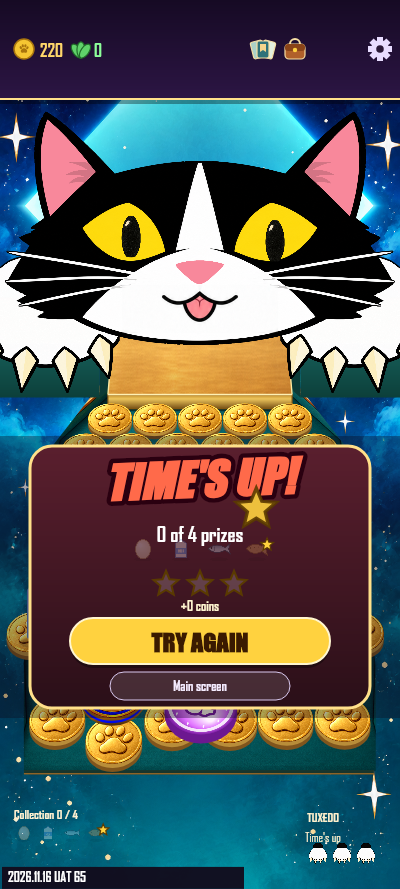 220
0
TIME'S UP!
0 of 4 prizes
+0 coins
TRY AGAIN
Main screen
Collection 0 / 4
TUXEDO
Time's up
2026.11.16 UAT 65